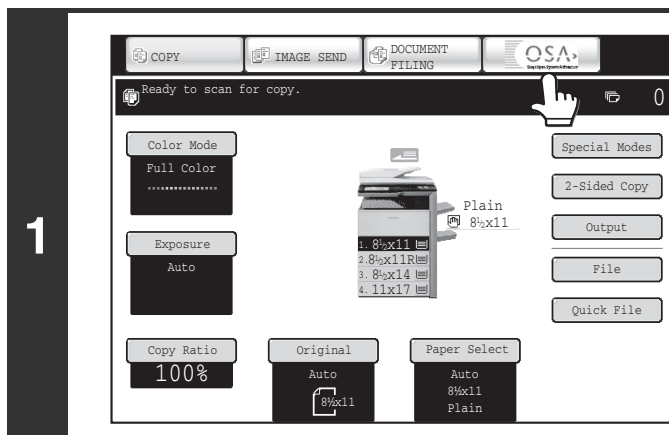 COPY
IMAGE SEND
DOCUMENT
FILING
OSA
Ready to scan for copy.
0
1
Color Mode
Full Color
Exposure
Auto
Copy Ratio
100%
Plain
8½x11
1. 8½x11
2. 8½x11R
3. 8½x14
4. 11x17
Original
Auto
8½x11
Paper Select
Auto
8½x11
Plain
Special Modes
2-Sided Copy
Output
File
Quick File